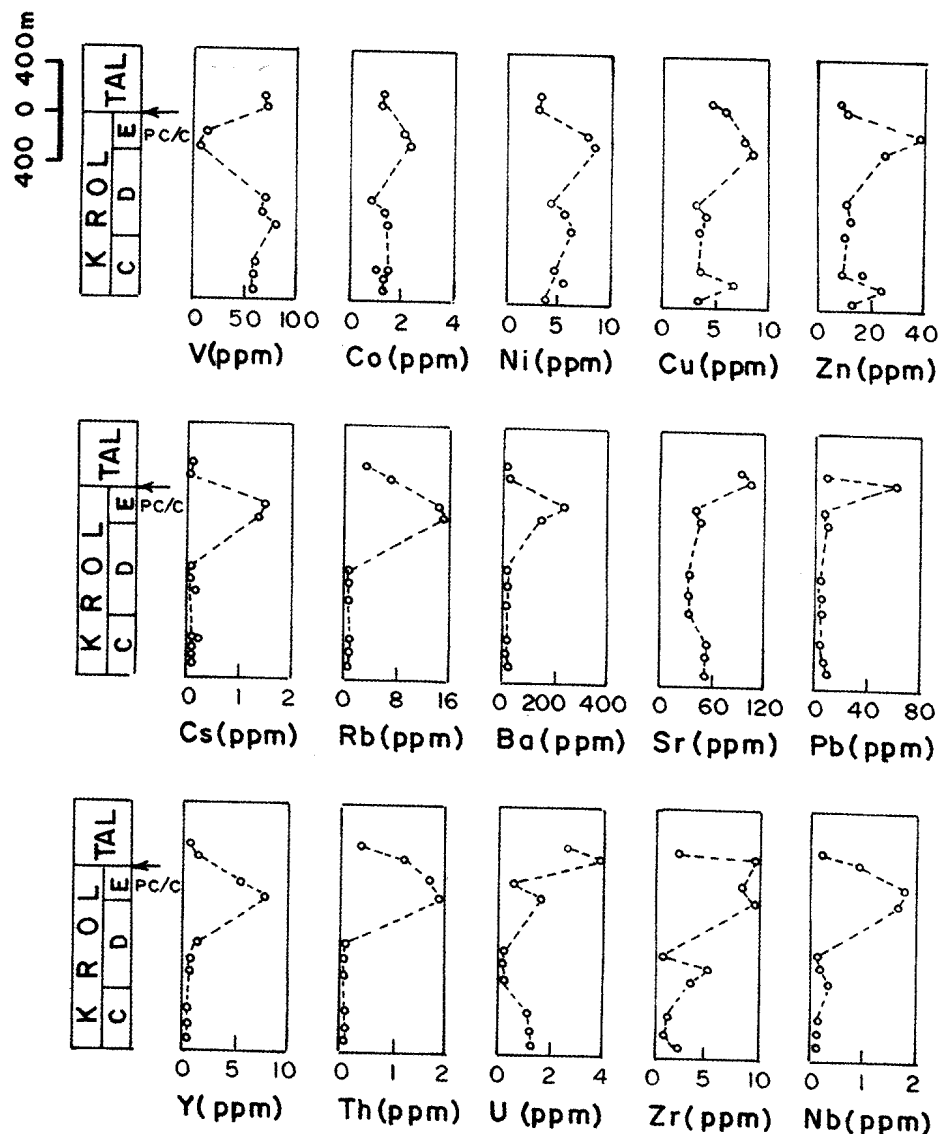 400 0 400m
TAL
KROL
E
D
C
PC/C
0 50 100
V(ppm)
0 2 4
Co(ppm)
0 5 10
Ni(ppm)
0 5 10
Cu(ppm)
0 20 40
Zn(ppm)
TAL
KROL
E
D
C
PC/C
0 1 2
Cs(ppm)
0 8 16
Rb(ppm)
0 200 400
Ba(ppm)
0 60 120
Sr(ppm)
0 40 80
Pb(ppm)
TAL
KROL
E
D
C
PC/C
0 5 10
Y(ppm)
0 1 2
Th(ppm)
0 2 4
U (ppm)
0 5 10
Zr(ppm)
0 1 2
Nb(ppm)